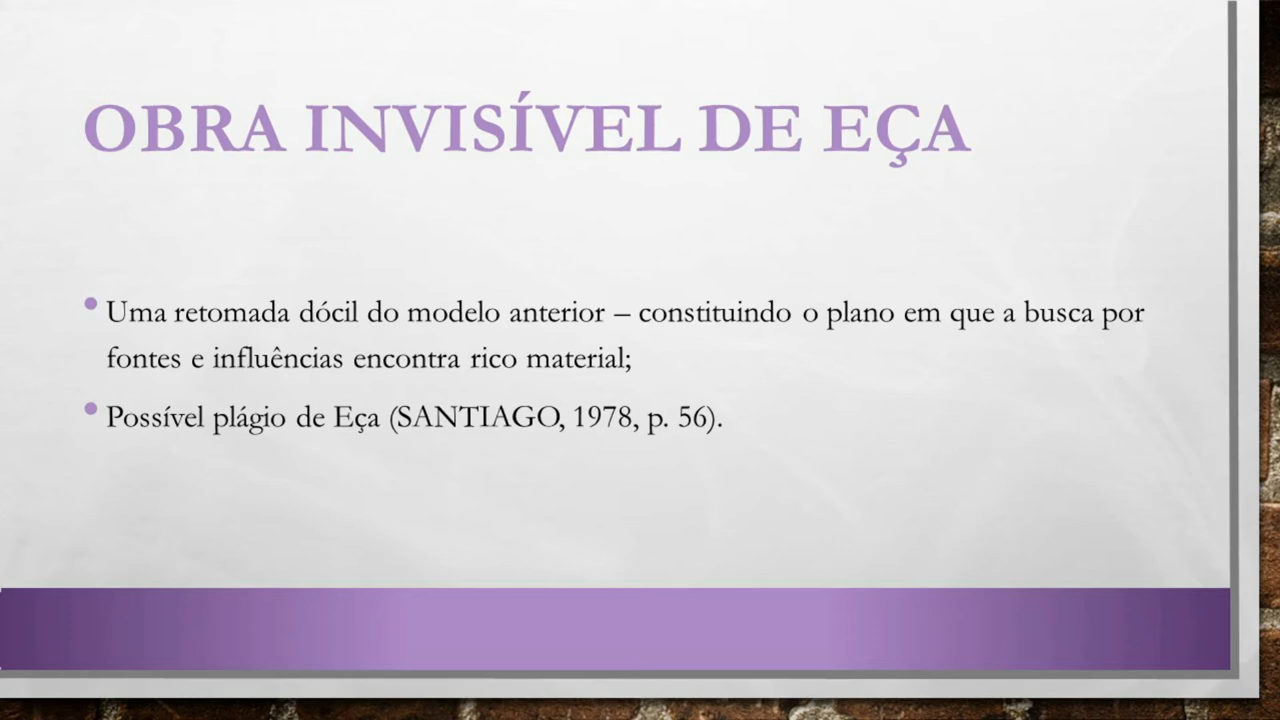 OBRA INVISÍVEL DE EÇA
• Uma retomada dócil do modelo anterior – constituindo o plano em que a busca por
fontes e influências encontra rico material;
• Possível plágio de Eça (SANTIAGO, 1978, p. 56).